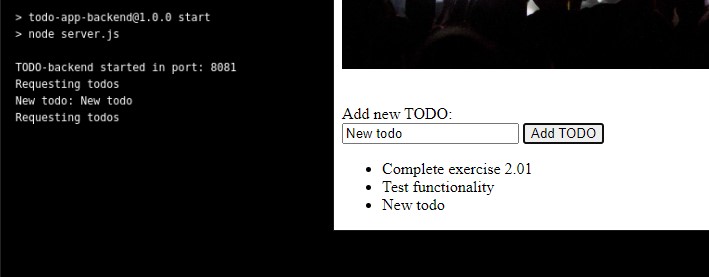 > todo-app-backend@1.0.0 start
> node server.js
TODO-backend started in port: 8081
Requesting todos
New todo: New todo
Requesting todos
Add new TODO:
New todo Add TODO
• Complete exercise 2.01
• Test functionality
• New todo